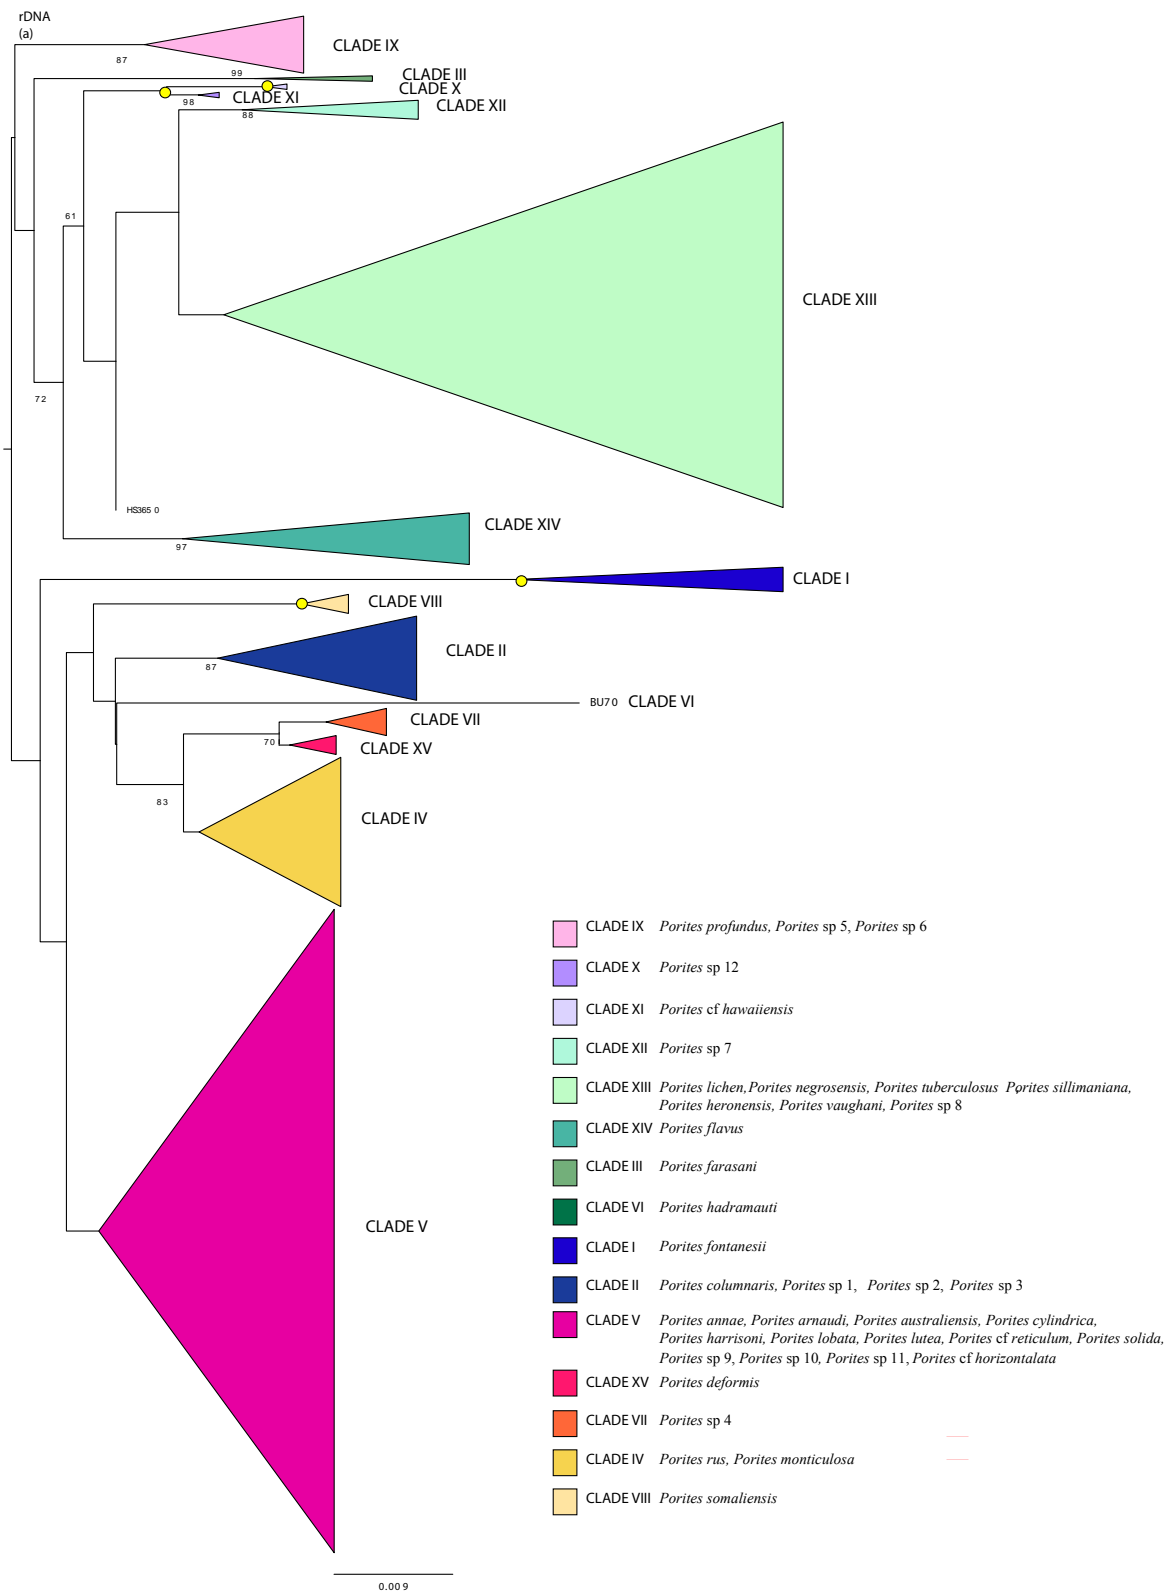 rDNA
(a)
CLADE IX
87
99
CLADE III
CLADE X
98
CLADE XI
CLADE XII
88
61
CLADE XIII
72
HS365 0
CLADE XIV
97
CLADE I
CLADE VIII
CLADE II
87
BU70 CLADE VI
CLADE VII
70
CLADE XV
83
CLADE IV
CLADE V
CLADE IX Porites profundus, Porites sp 5, Porites sp 6
CLADE X Porites sp 12
CLADE XI Porites cf hawaiiensis
CLADE XII Porites sp 7
CLADE XIII Porites lichen, Porites negrosensis, Porites tuberculosus Porites sillimaniana,
Porites heronensis, Porites vaughani, Porites sp 8
CLADE XIV Porites flavus
CLADE III Porites farasani
CLADE VI Porites hadramauti
CLADE I Porites fontanesii
CLADE II Porites columnaris, Porites sp 1, Porites sp 2, Porites sp 3
CLADE V Porites annae, Porites arnaudi, Porites australiensis, Porites cylindrica,
Porites harrisoni, Porites lobata, Porites lutea, Porites cf reticulum, Porites solida,
Porites sp 9, Porites sp 10, Porites sp 11, Porites cf horizontalata
CLADE XV Porites deformis
CLADE VII Porites sp 4
CLADE IV Porites rus, Porites monticulosa
CLADE VIII Porites somaliensis
0.009